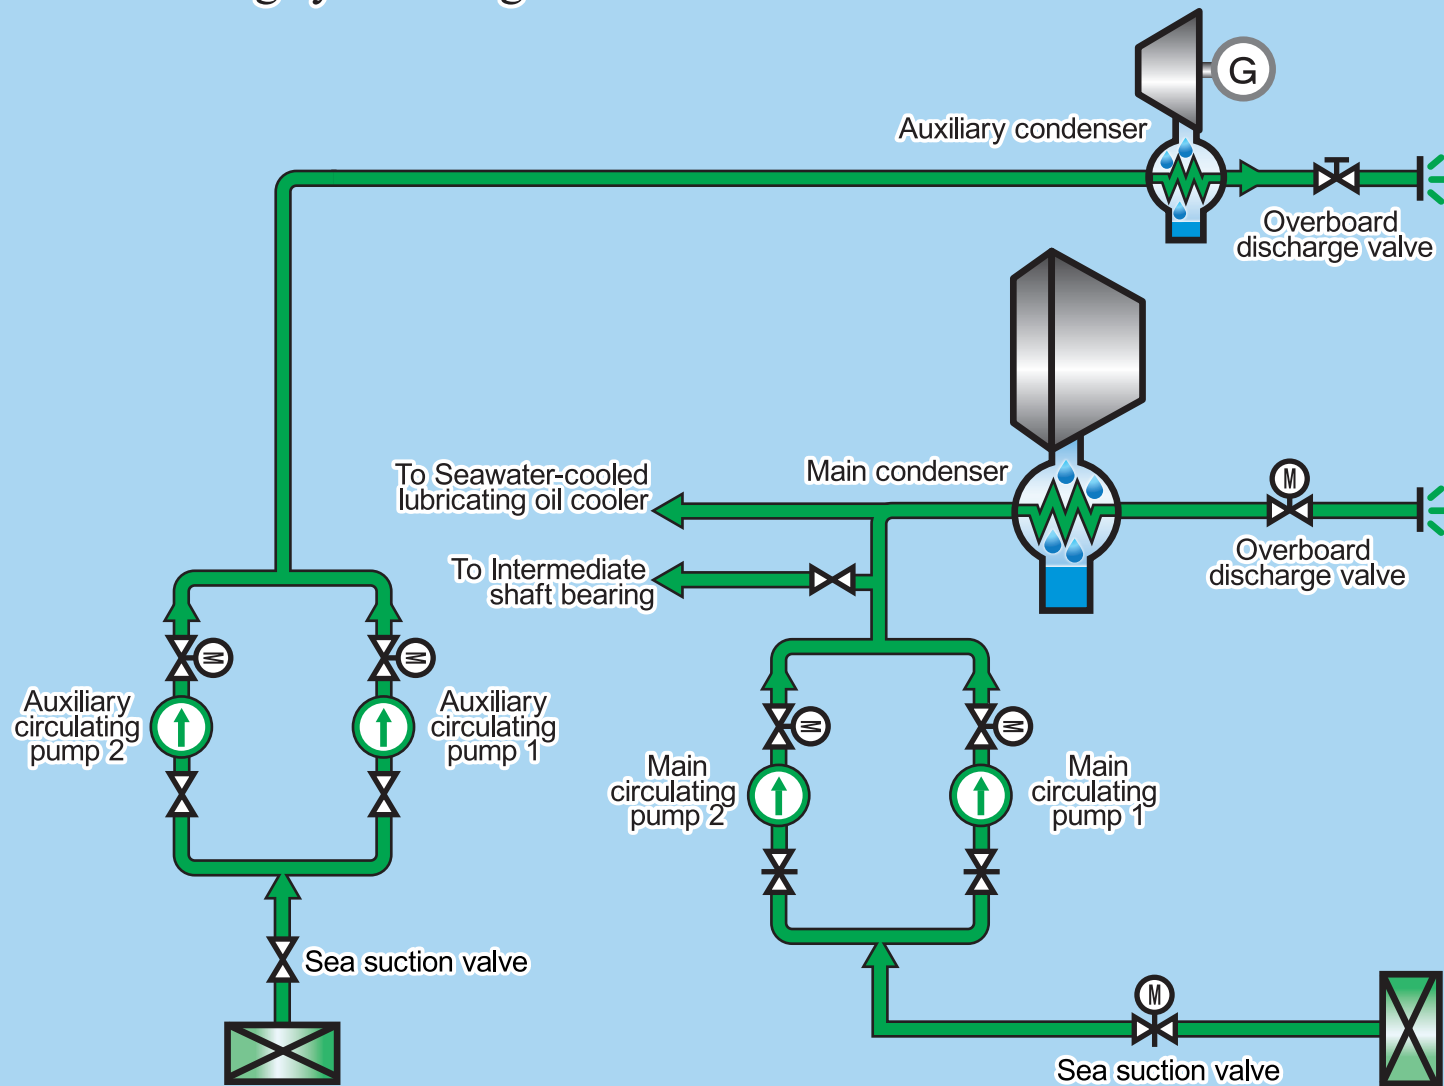 G
Auxiliary condenser
Overboard
discharge valve
To Seawater-cooled
lubricating oil cooler
Main condenser
M
Overboard
discharge valve
To Intermediate
shaft bearing
M
M
Auxiliary
circulating
pump 2
Auxiliary
circulating
pump 1
M
M
Main
circulating
pump 2
Main
circulating
pump 1
Sea suction valve
M
Sea suction valve